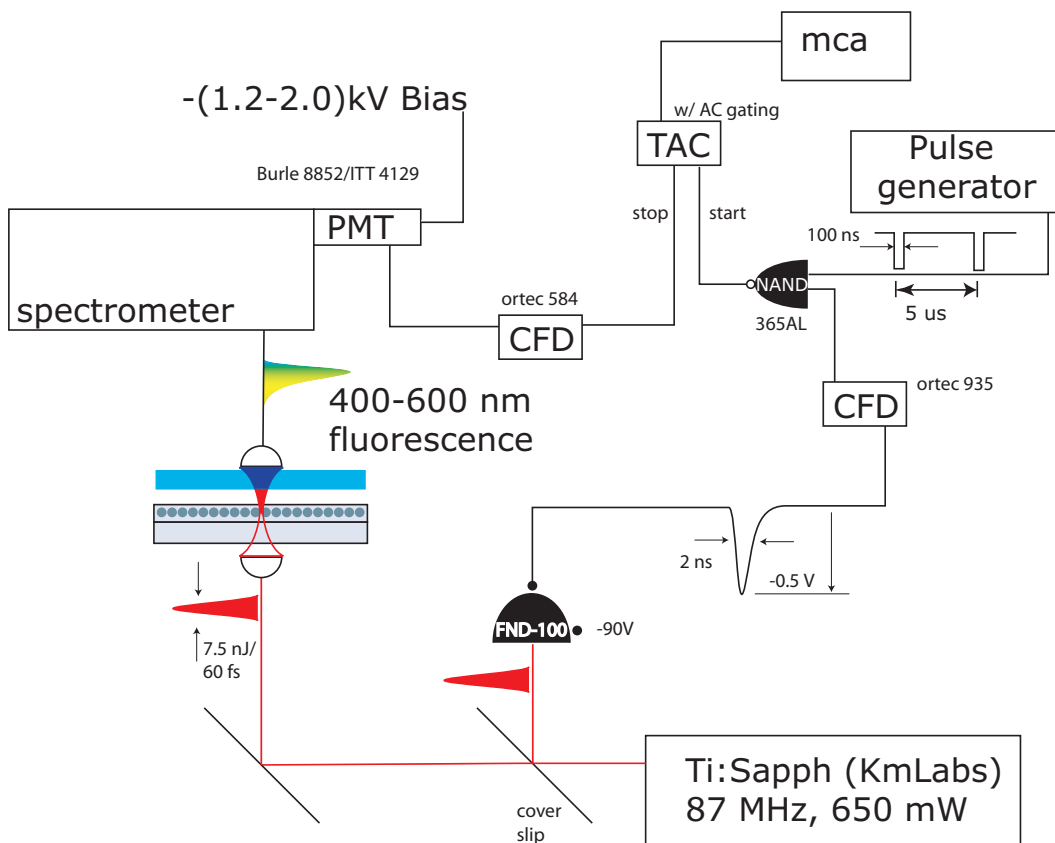 mca
-(1.2-2.0)kV Bias
w/ AC gating
TAC
Burle 8852/ITT 4129
PMT
Pulse
generator
stop
start
100 ns
5 us
NAND
365AL
spectrometer
ortec 584
CFD
ortec 935
CFD
400-600 nm
fluorescence
2 ns
-0.5 V
FND-100
-90V
7.5 nJ/
60 fs
cover
slip
Ti:Sapph (KmLabs)
87 MHz, 650 mW